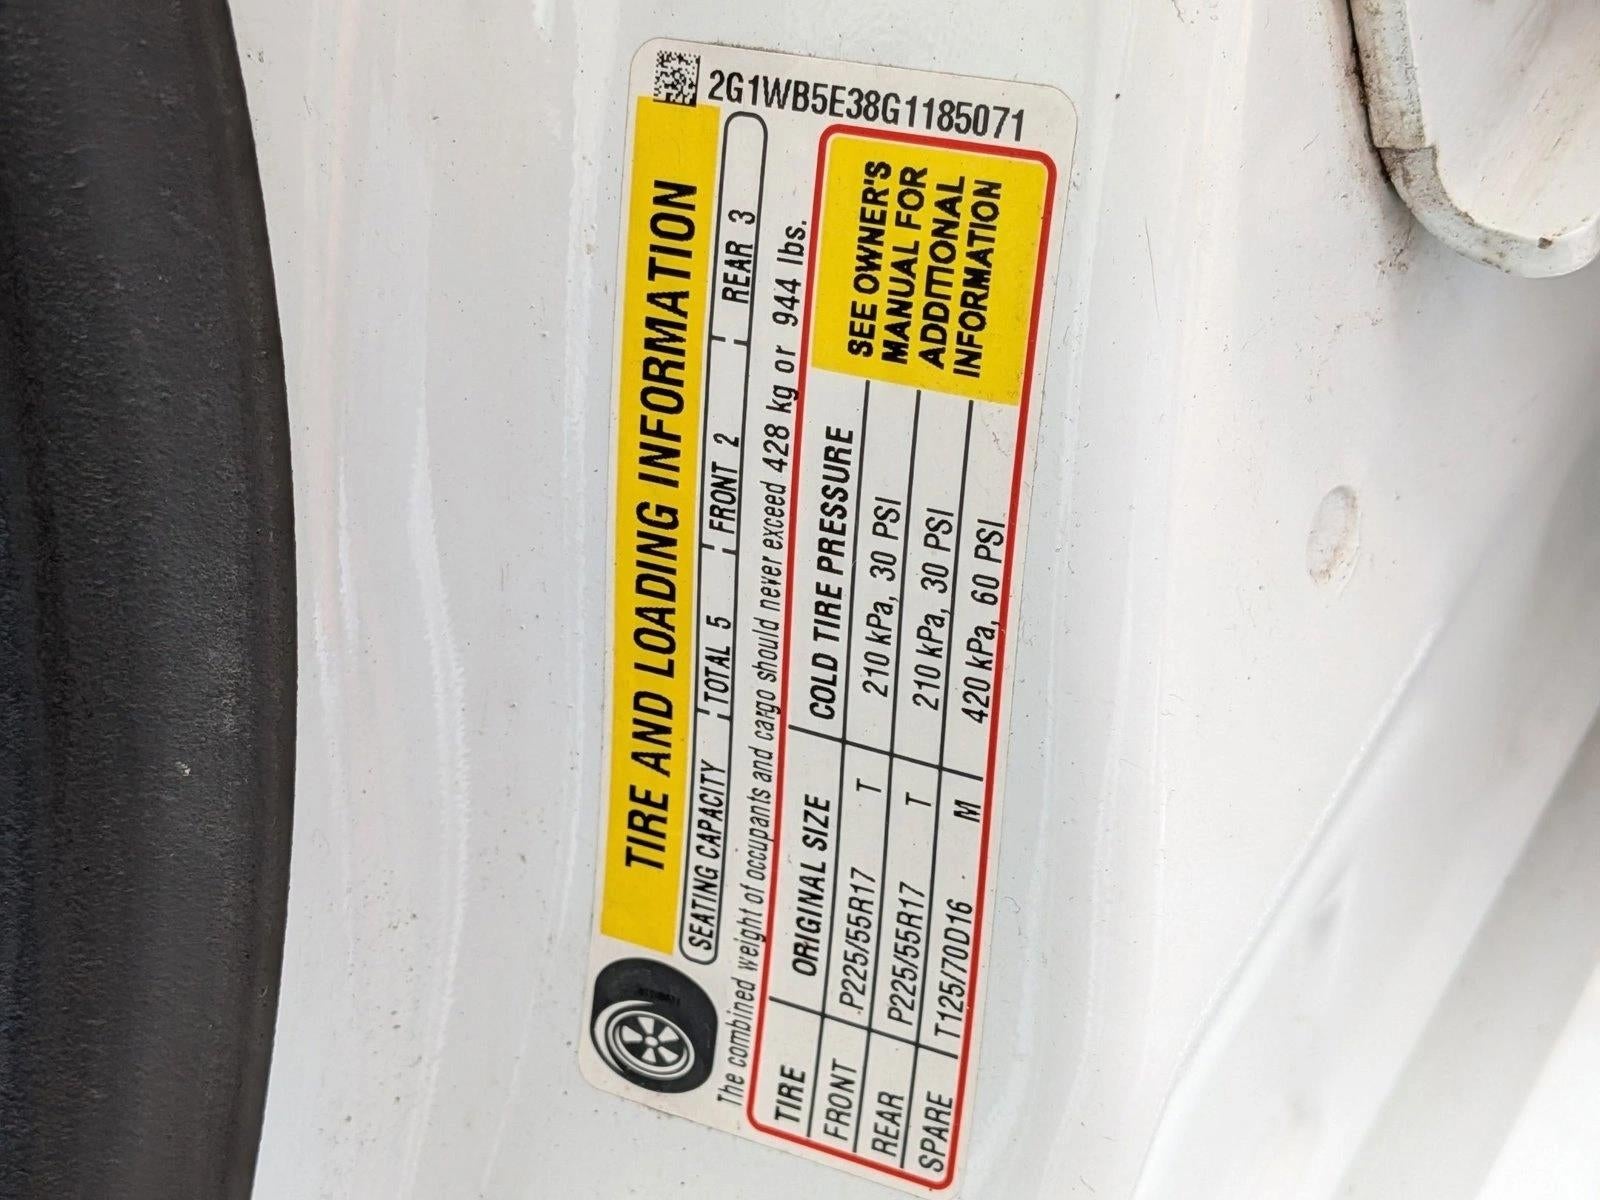 2G1WB5E38G1185071
TIRE AND LOADING INFORMATION
SEATING CAPACITY TOTAL 5 FRONT 2 REAR 3
The combined weight of occupants and cargo should never exceed 428 kg or 944 lbs.
TIRE ORIGINAL SIZE COLD TIRE PRESSURE
FRONT P225/55R17 T 210 kPa, 30 PSI
REAR P225/55R17 T 210 kPa, 30 PSI
SPARE T125/70D16 M 420 kPa, 60 PSI
SEE OWNER'S
MANUAL FOR
ADDITIONAL
INFORMATION